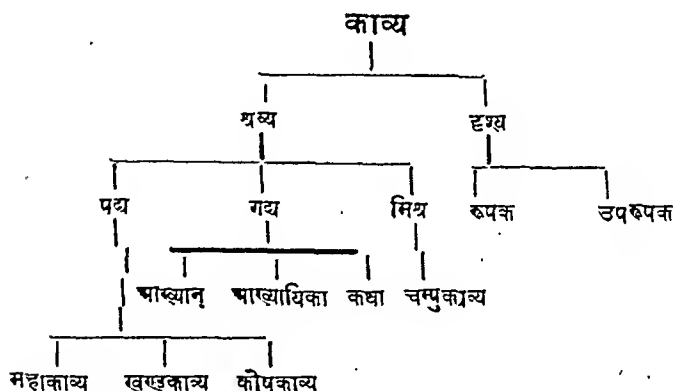 काव्य
श्रव्य दृश्य
पद्य गद्य मिश्र रूपक उपरूपक
आख्यान् आख्यायिका कथा चम्पुकाव्य
महाकाव्य खण्डकाव्य कोषकाव्य